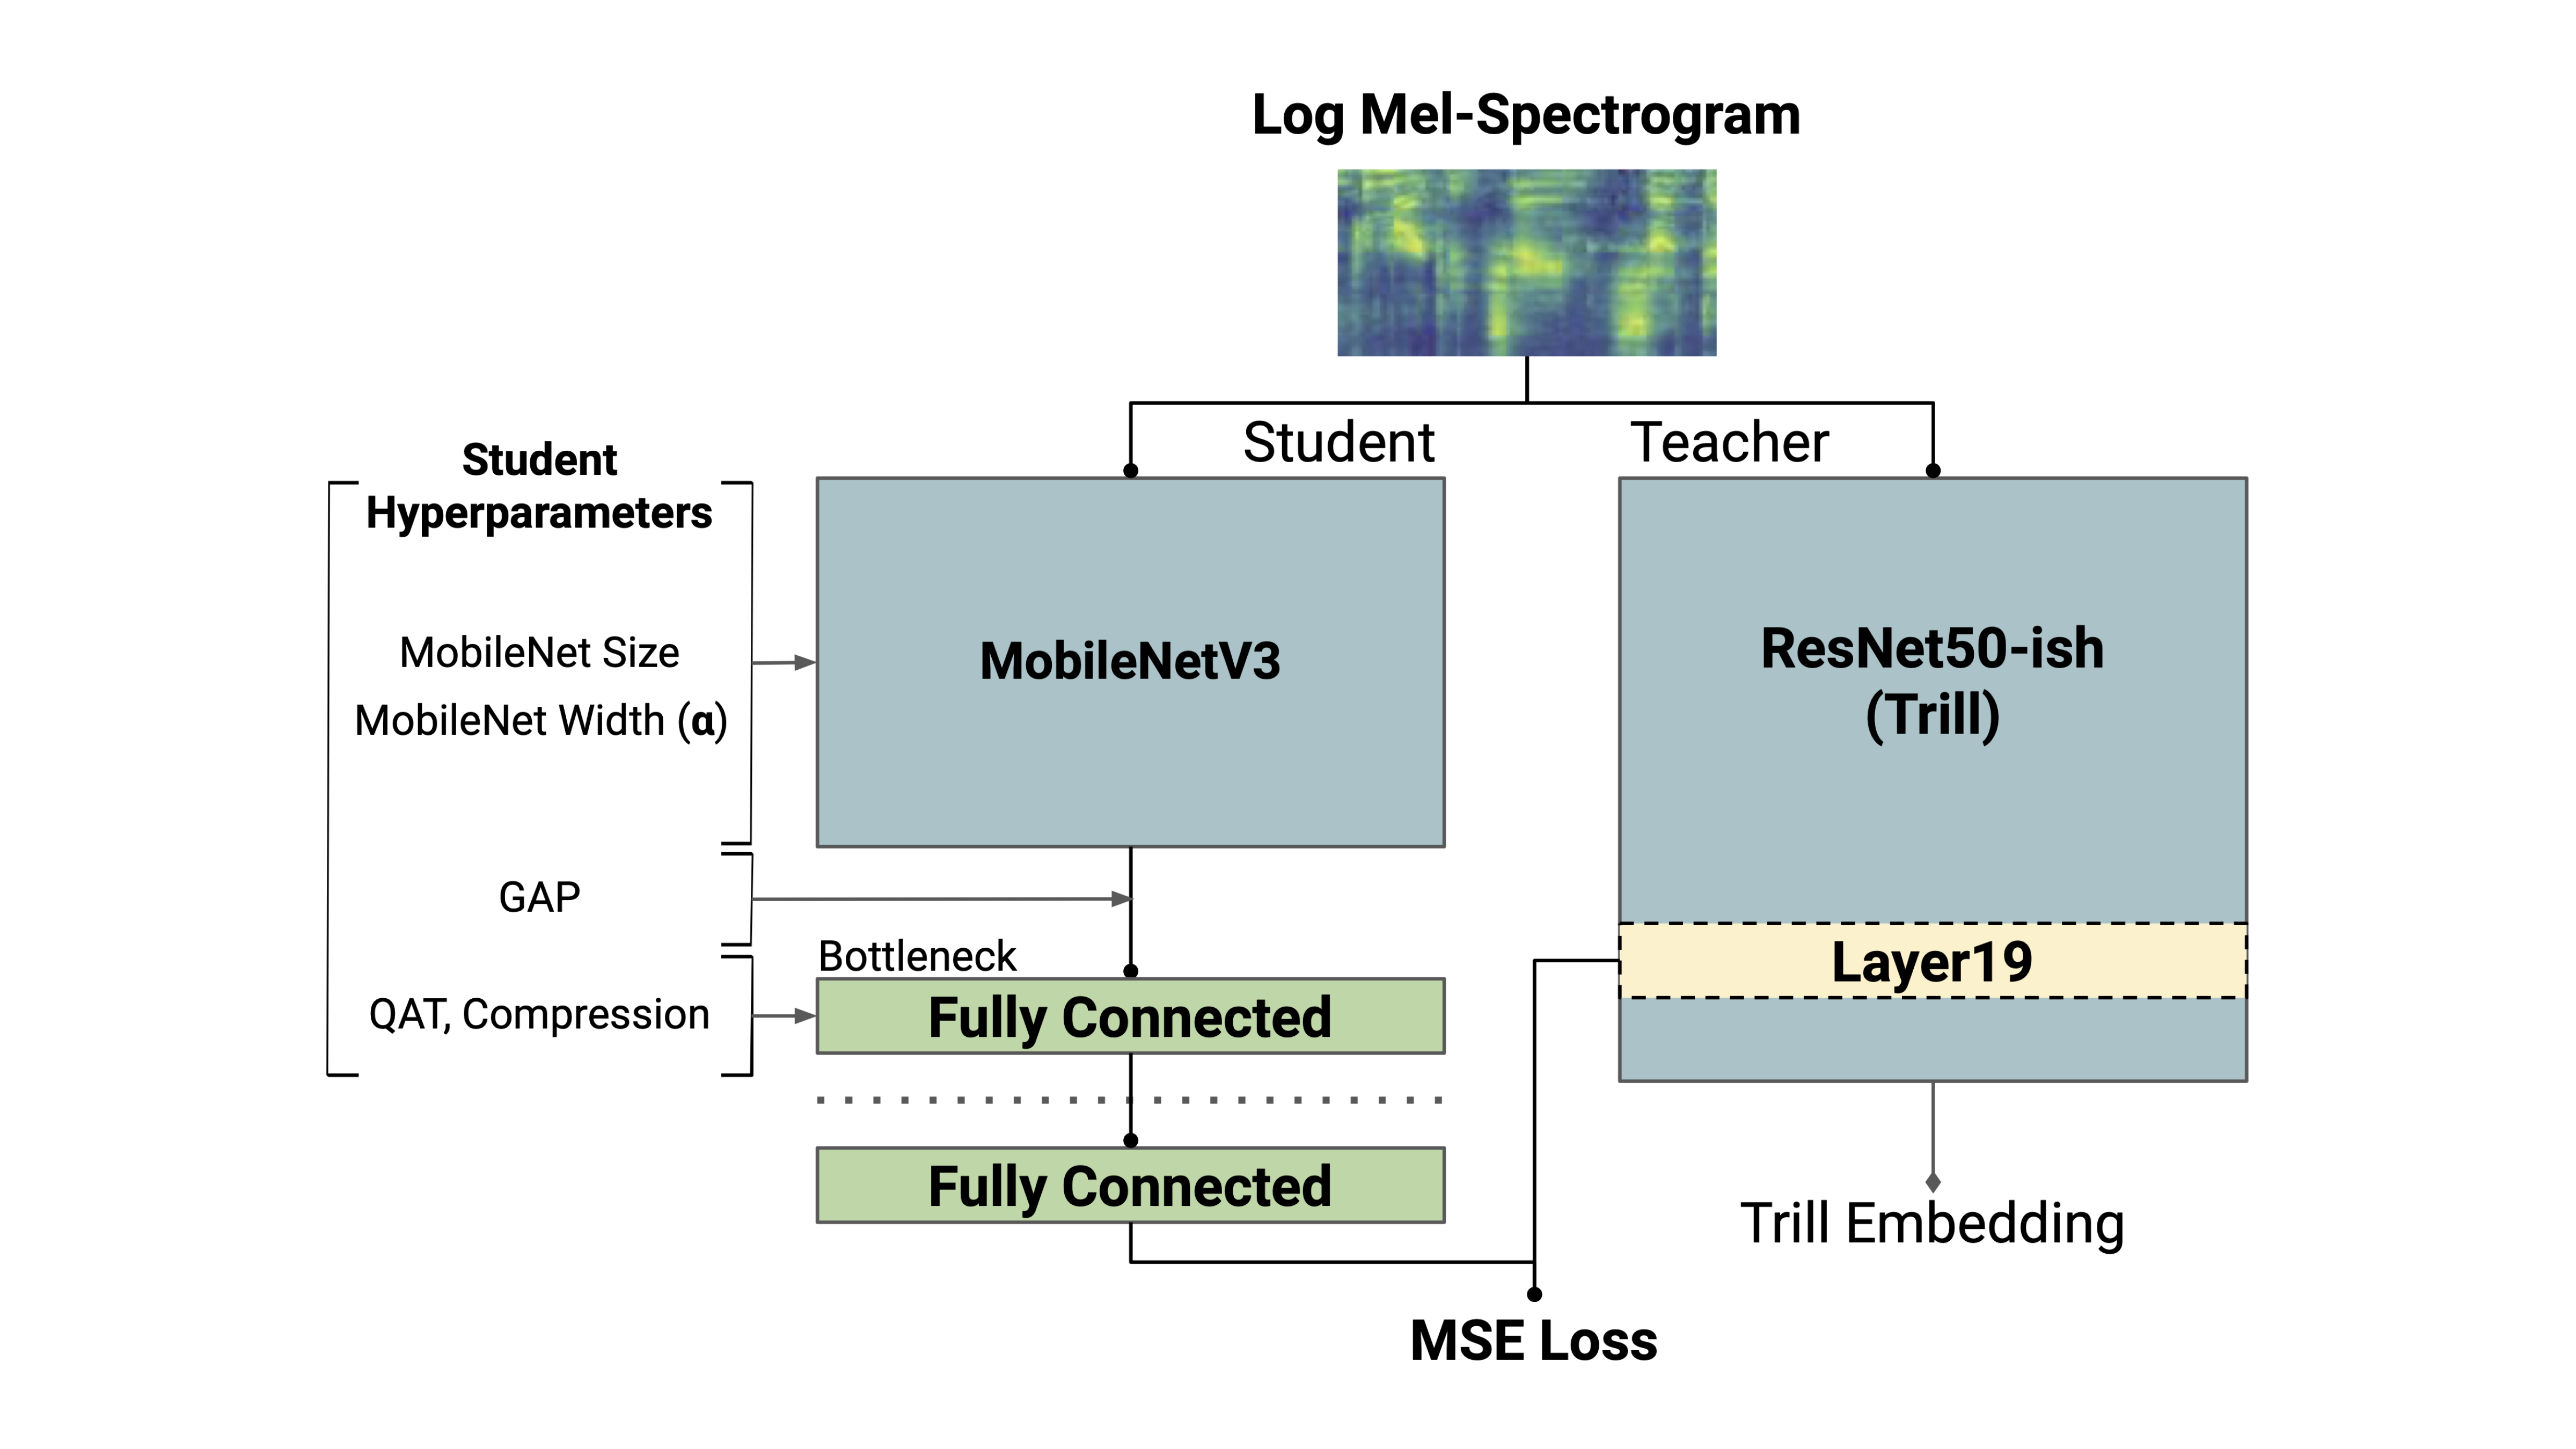 Log Mel-Spectrogram
Student
Teacher
Student
Hyperparameters
MobileNet Size
MobileNet Width (α)
GAP
QAT, Compression
MobileNetV3
Bottleneck
Fully Connected
Fully Connected
ResNet50-ish
(Trill)
Layer19
Trill Embedding
MSE Loss